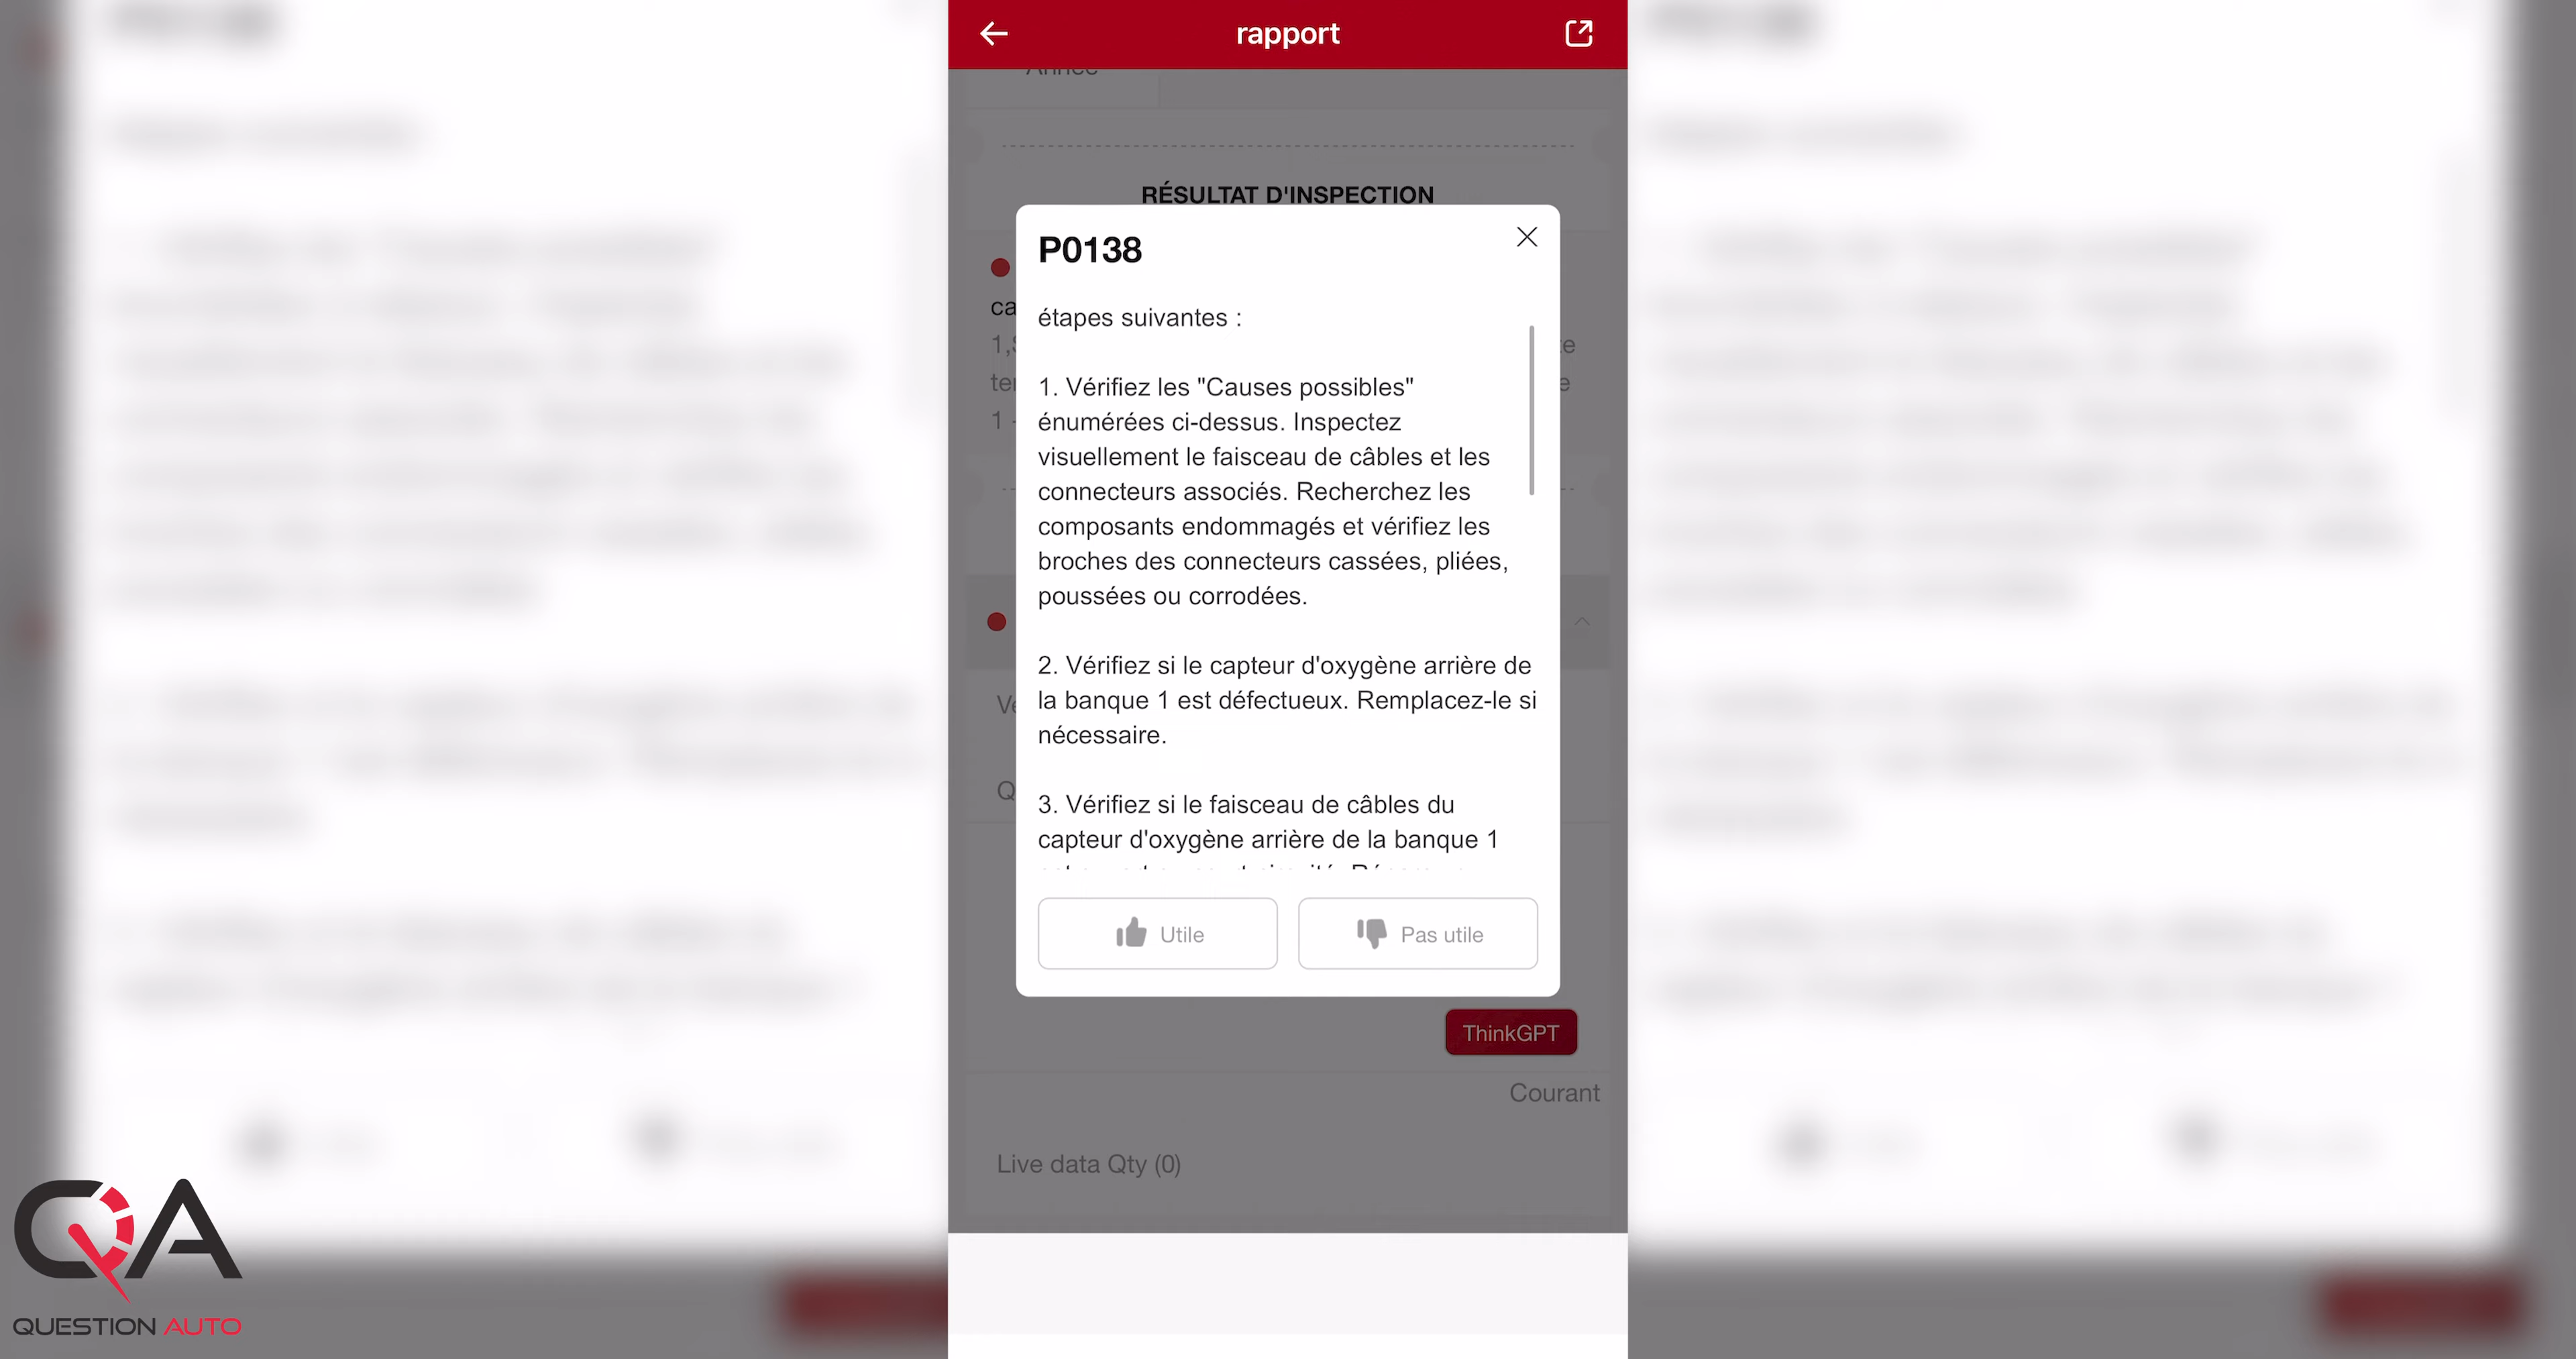 rapport
Année
RÉSULTAT D'INSPECTION
P0138
étapes suivantes :
1. Vérifiez les "Causes possibles"
énumérées ci-dessus. Inspectez
visuellement le faisceau de câbles et les
connecteurs associés. Recherchez les
composants endommagés et vérifiez les
broches des connecteurs cassées, pliées,
poussées ou corrodées.
2. Vérifiez si le capteur d'oxygène arrière de
la banque 1 est défectueux. Remplacez-le si
nécessaire.
3. Vérifiez si le faisceau de câbles du
capteur d'oxygène arrière de la banque 1
Utile
Pas utile
ThinkGPT
Courant
Live data Qty (0)
QA
QUESTION AUTO